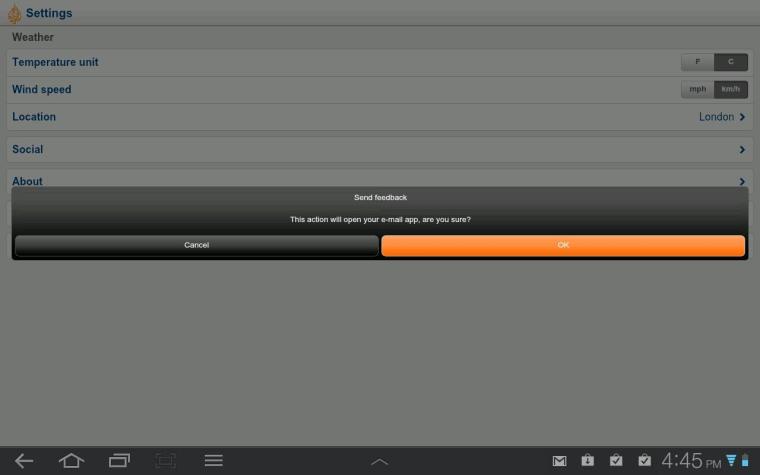 Settings
Weather
Temperature unit F C
Wind speed mph km/h
Location London
Social
About
Send feedback
This action will open your e-mail app, are you sure?
Cancel OK
4:45 PM